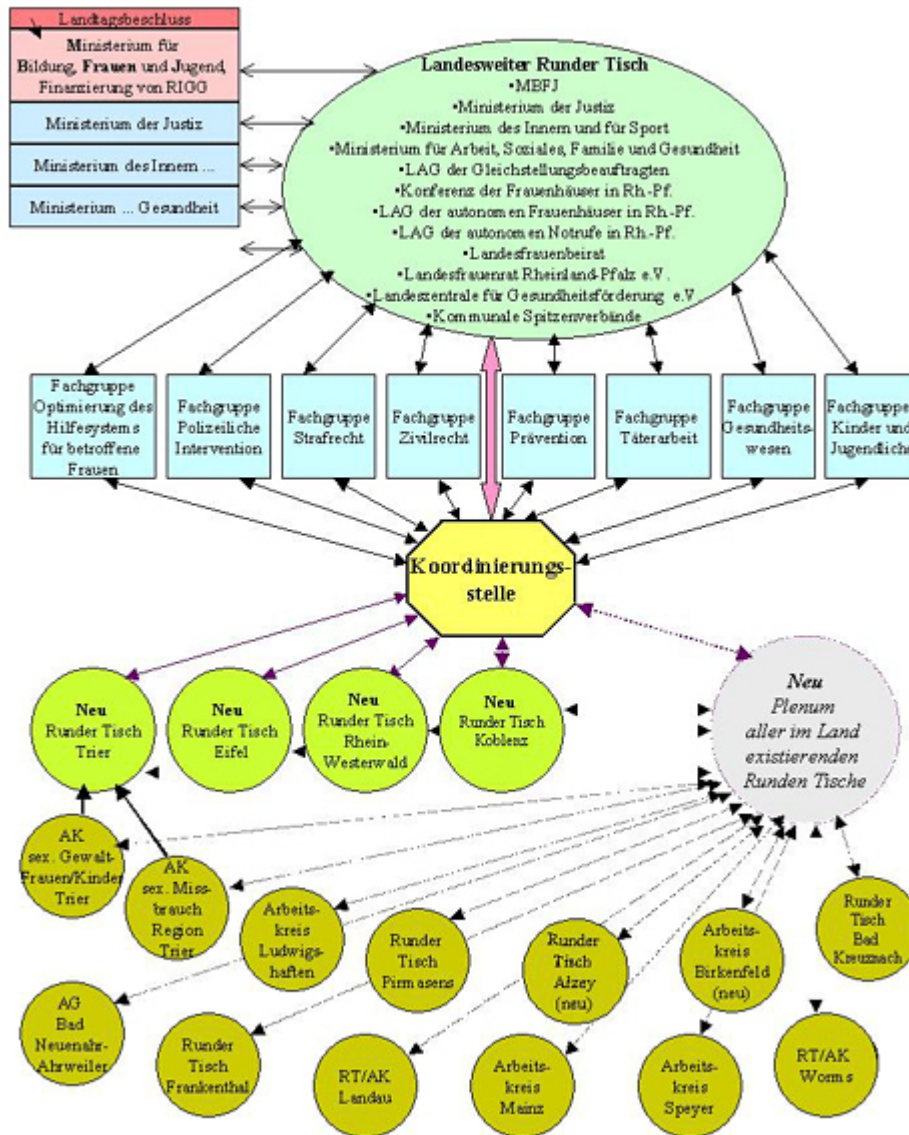 Landtagsbeschluss
Ministerium für
Bildung, Frauen und Jugend,
Finanzierung von RIGG
Ministerium der Justiz
Ministerium des Innern ...
Ministerium ... Gesundheit
Landesweiter Runder Tisch
•MBFJ
•Ministerium der Justiz
•Ministerium des Innern und für Sport
•Ministerium für Arbeit, Soziales, Familie und Gesundheit
•LAG der Gleichstellungsbeauftragten
•Konferenz der Frauenhäuser in Rh.-Pf.
•LAG der autonomen Frauenhäuser in Rh.-Pf.
•LAG der autonomen Notrufe in Rh.-Pf.
•Landesfrauenbeirat
•Landesfrauenrat Rheinland-Pfalz e.V.
•Landeszentrale für Gesundheitsförderung e.V
•Kommunale Spitzenverbände
Fachgruppe
Optimierung des
Hilfesystems
für betroffene
Frauen
Fachgruppe
Polizeiliche
Intervention
Fachgruppe
Strafrecht
Fachgruppe
Zivilrecht
Fachgruppe
Prävention
Fachgruppe
Täterarbeit
Fachgruppe
Gesundheits-
wesen
Fachgruppe
Kinder und
Jugendliche
Koordinierungs-
stelle
Neu
Runder Tisch
Trier
Neu
Runder Tisch
Eifel
Neu
Runder Tisch
Rhein-
Westerwald
Neu
Runder Tisch
Koblenz
Neu
Plenum
aller im Land
existierenden
Runden Tische
AK
sex. Gewalt-
Frauen/Kinder
Trier
AK
sex. Miss-
brauch
Region
Trier
Arbeits-
kreis
Ludwigs-
haften
Runder
Tisch
Pirmasens
Runder
Tisch
Alzey
(neu)
Arbeits-
kreis
Birkenfeld
(neu)
Runder
Tisch
Bad
Kreuznach
AG
Bad
Neuenahr-
Ahrweiler
Runder
Tisch
Frankenthal
RT/AK
Landau
Arbeits-
kreis
Mainz
Arbeits-
kreis
Speyer
RT/AK
Worms